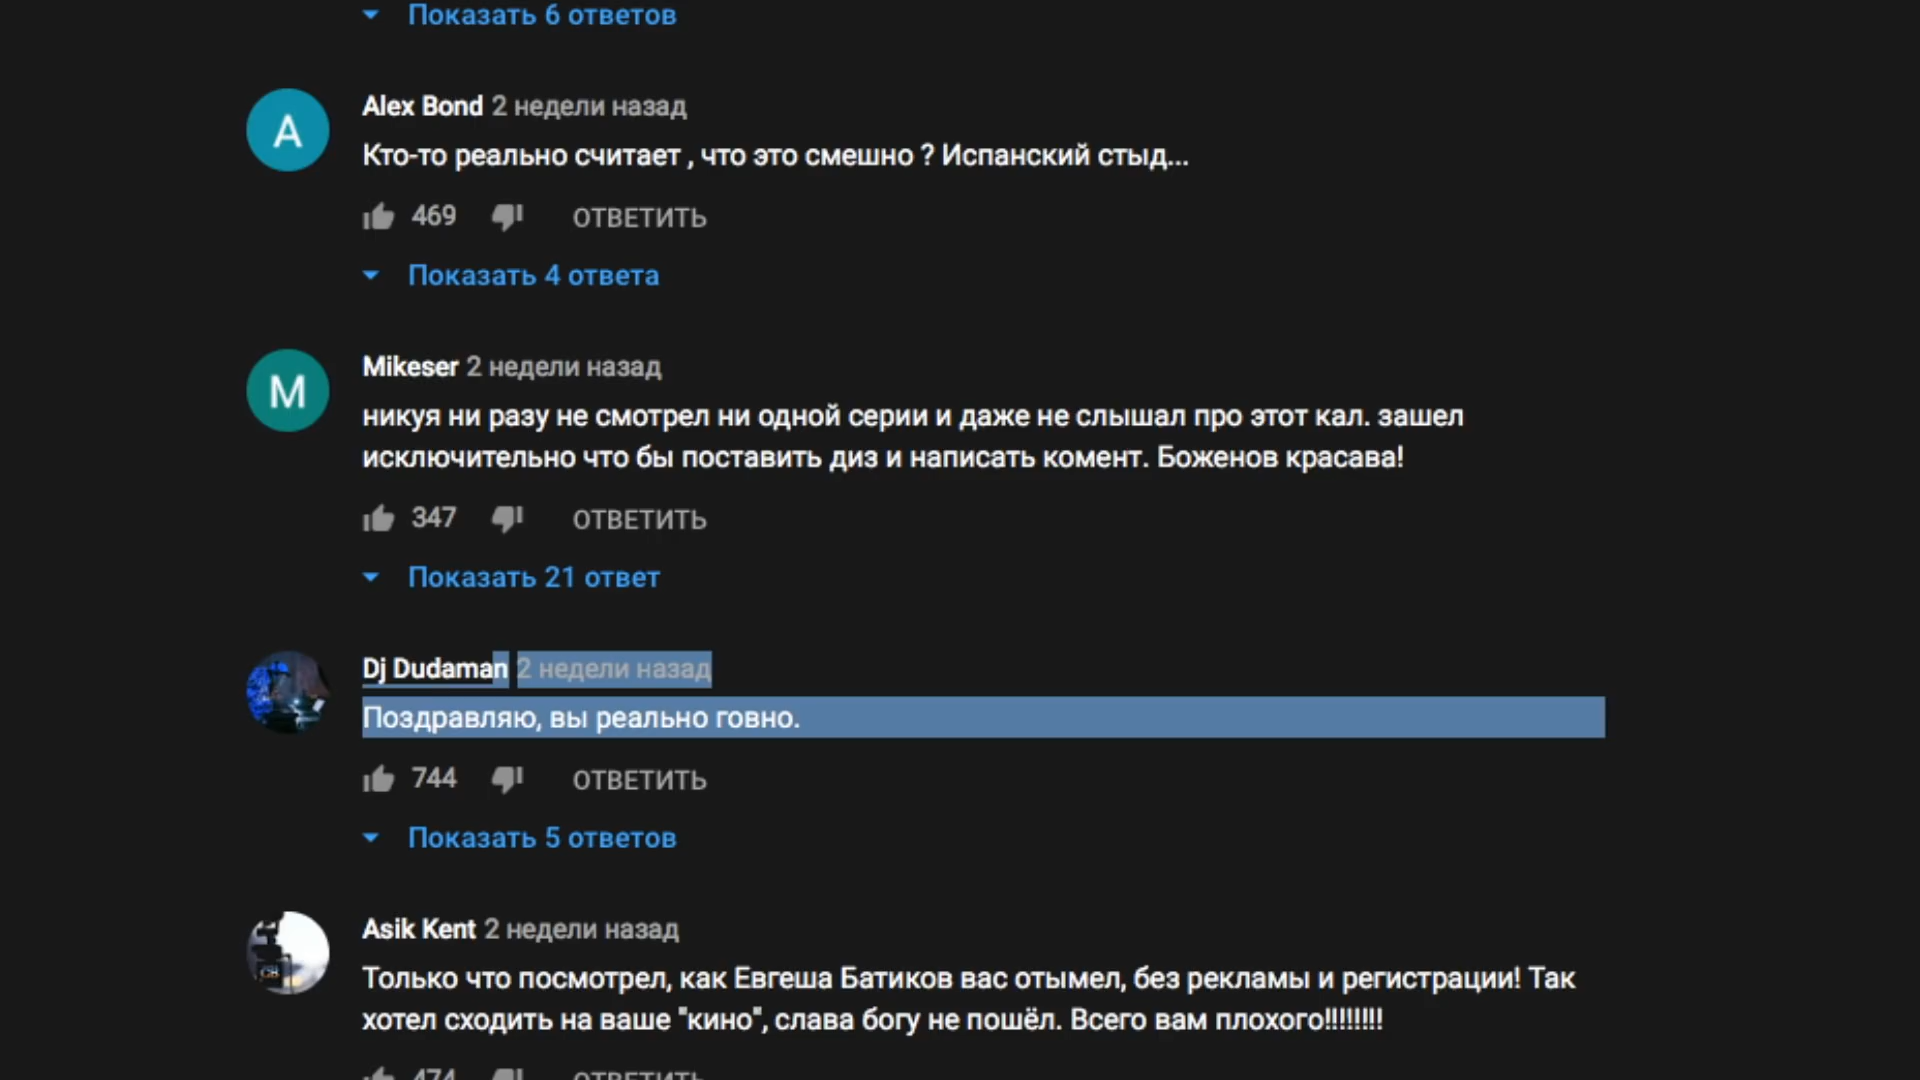 Показать 6 ответов
Alex Bond 2 недели назад
Кто-то реально считает , что это смешно ? Испанский стыд...
469 ОТВЕТИТЬ
Показать 4 ответа
Mikeser 2 недели назад
никуя ни разу не смотрел ни одной серии и даже не слышал про этот кал. зашел
исключительно что бы поставить диз и написать комент. Боженов красава!
347 ОТВЕТИТЬ
Показать 21 ответ
Dj Dudaman 2 недели назад
Поздравляю, вы реально говно.
744 ОТВЕТИТЬ
Показать 5 ответов
Asik Kent 2 недели назад
Только что посмотрел, как Евгеша Батиков вас отымел, без рекламы и регистрации! Так
хотел сходить на ваше "кино", слава богу не пошёл. Всего вам плохого!!!!!!!!
474 ОТВЕТИТЬ
A
M